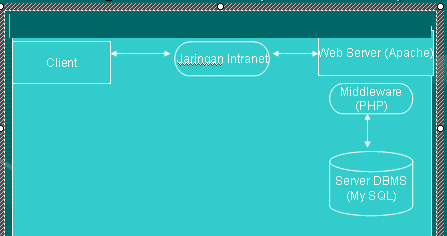 Client
Jaringan Intranet
Web Server (Apache)
Middleware
(PHP)
Server DBMS
(My SQL)